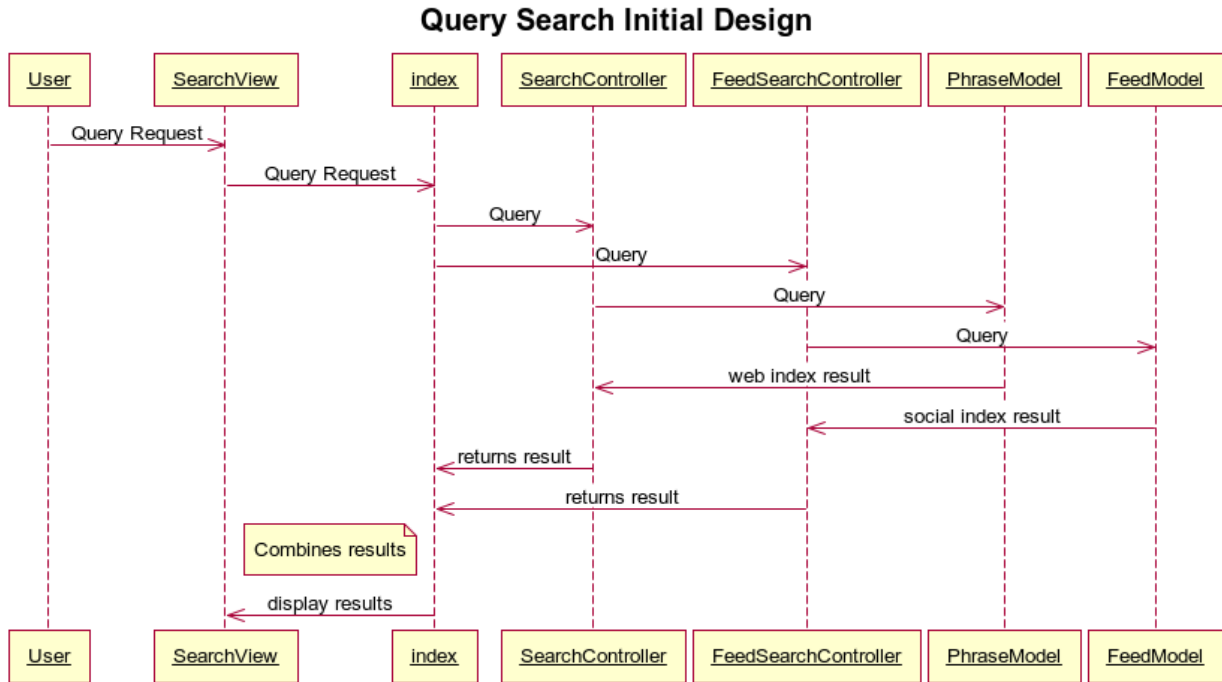 Query Search Initial Design
User SearchView index SearchController FeedSearchController PhraseModel FeedModel
Query Request
Query Request
Query
Query
Query
Query
web index result
social index result
returns result
returns result
Combines results
display results
User SearchView index SearchController FeedSearchController PhraseModel FeedModel